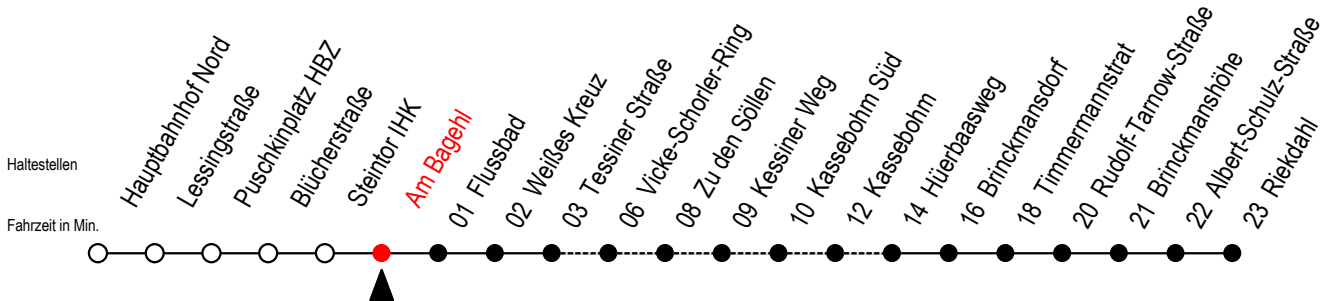 Haltestellen
Fahrzeit in Min.
Hauptbahnhof Nord
Lessingstraße
Puschkinplatz HBZ
Blücherstraße
Steintor IHK
Am Bagehl
01 Flussbad
02 Weißes Kreuz
03 Tessiner Straße
06 Vicke-Schorler-Ring
08 Zu den Söllen
09 Kessiner Weg
10 Kassebohm Süd
12 Kassebohm
14 Hüerbaasweg
16 Brinckmansdorf
18 Timmermannstrat
20 Rudolf-Tarnow-Straße
21 Brinckmanshöhe
22 Albert-Schulz-Straße
23 Riekdahl